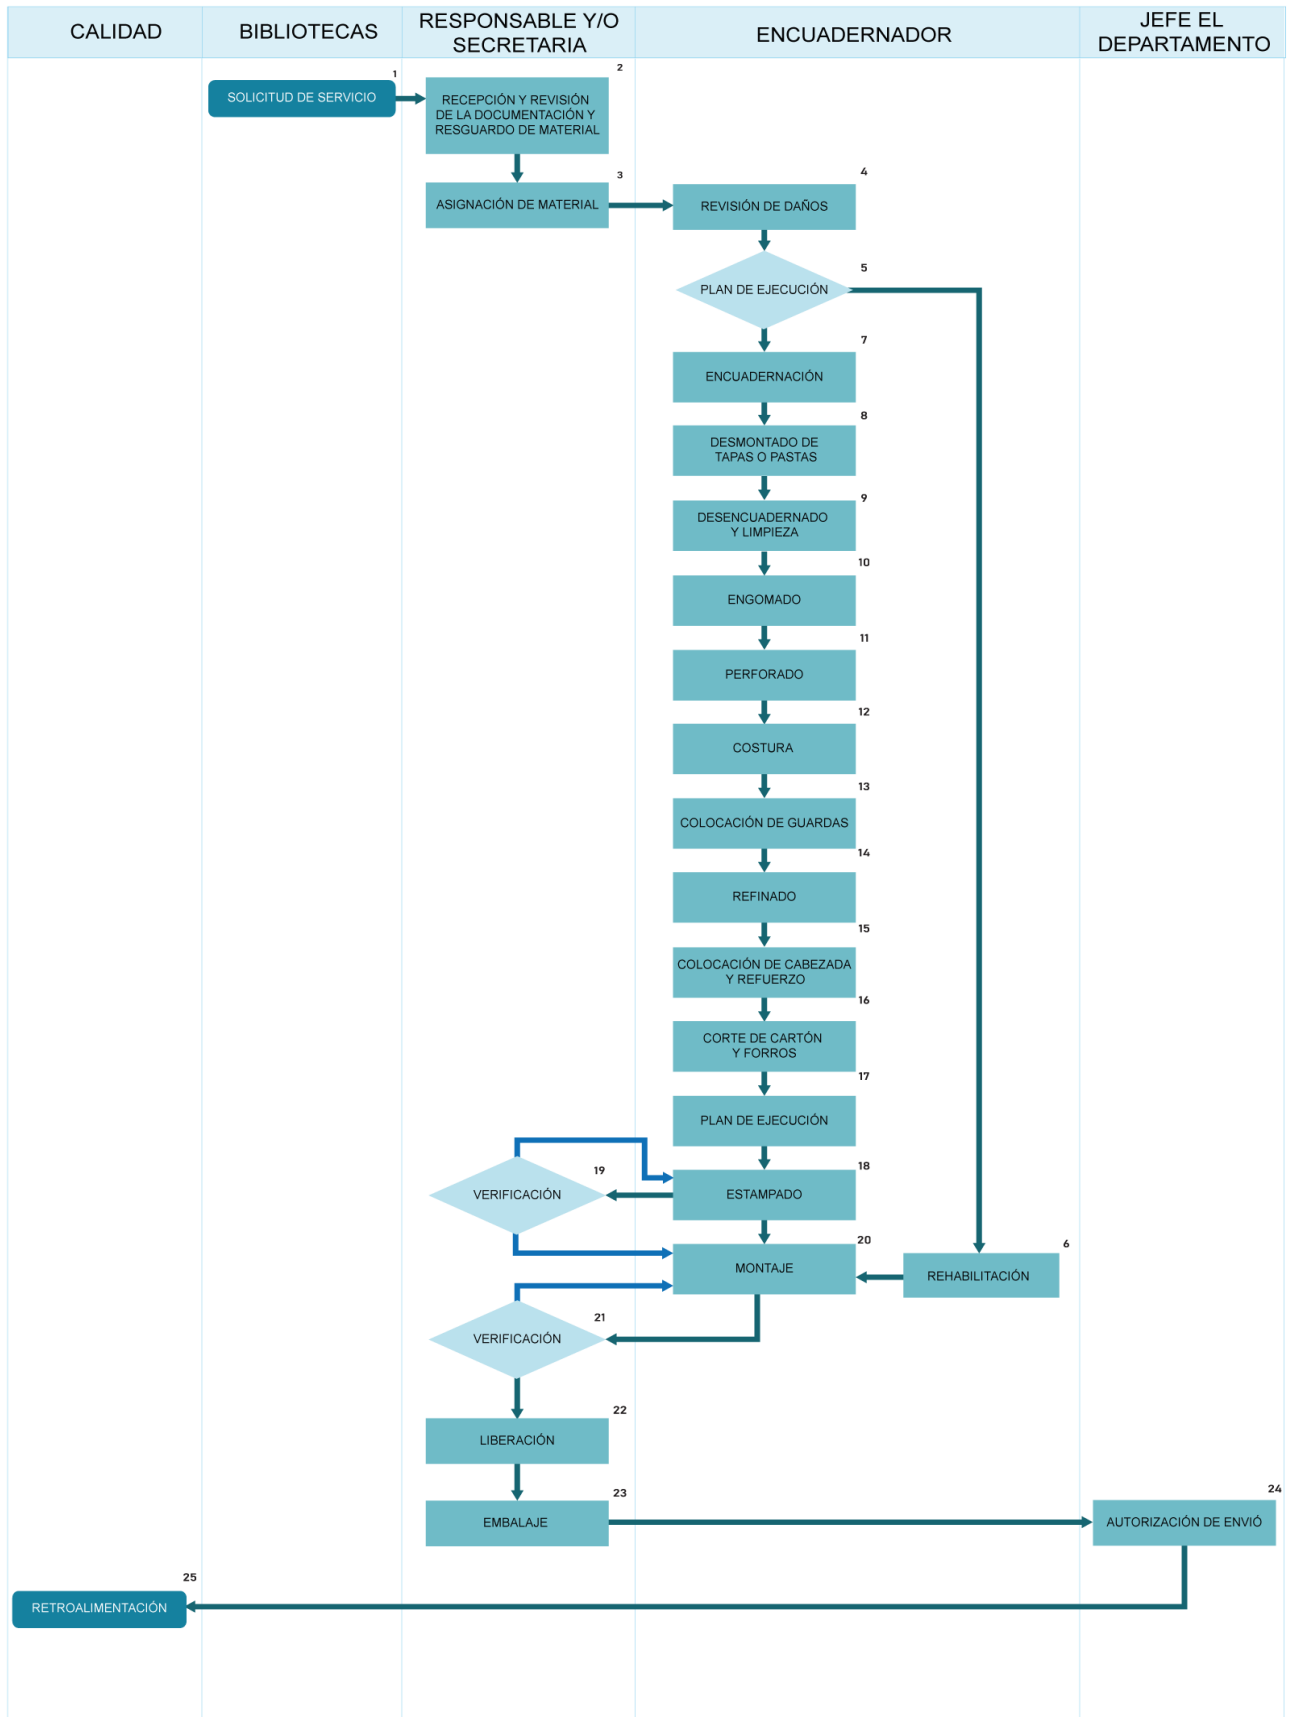 CALIDAD
BIBLIOTECAS
RESPONSABLE Y/O
SECRETARIA
ENCUADERNADOR
JEFE EL
DEPARTAMENTO
1
SOLICITUD DE SERVICIO
2
RECEPCIÓN Y REVISIÓN
DE LA DOCUMENTACIÓN Y
RESGUARDO DE MATERIAL
3
ASIGNACIÓN DE MATERIAL
4
REVISIÓN DE DAÑOS
5
PLAN DE EJECUCIÓN
7
ENCUADERNACIÓN
8
DESMONTADO DE
TAPAS O PASTAS
9
DESENCUADERNADO
Y LIMPIEZA
10
ENGOMADO
11
PERFORADO
12
COSTURA
13
COLOCACIÓN DE GUARDAS
14
REFINADO
15
COLOCACIÓN DE CABEZADA
Y REFUERZO
16
CORTE DE CARTÓN
Y FORROS
17
PLAN DE EJECUCIÓN
18
ESTAMPADO
19
VERIFICACIÓN
20
MONTAJE
6
REHABILITACIÓN
21
VERIFICACIÓN
22
LIBERACIÓN
23
EMBALAJE
24
AUTORIZACIÓN DE ENVIÓ
25
RETROALIMENTACIÓN